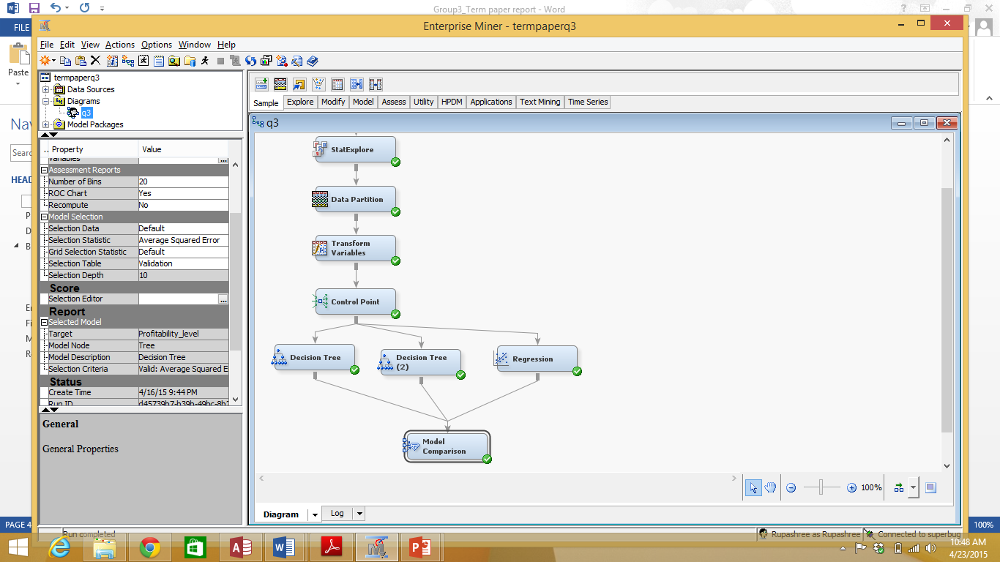 Group3_Term paper report - Word
FILE
Paste
Enterprise Miner - termpaperq3
File Edit View Actions Options Window Help
termpaperq3
Data Sources
Diagrams
q3
Model Packages
Sample Explore Modify Model Assess Utility HPDM Applications Text Mining Time Series
.. Property Value
Variables ...
Assessment Reports
Number of Bins 20
ROC Chart Yes
Recompute No
Model Selection
Selection Data Default
Selection Statistic Average Squared Error
Grid Selection Statistic Default
Selection Table Validation
Selection Depth 10
Score
Selection Editor ...
Report
Selected Model
Target Profitability_level
Model Node Tree
Model Description Decision Tree
Selection Criteria Valid: Average Squared E
Status
Create Time 4/16/15 9:44 PM
Run ID d45739b7-b39b-49bc-8b2
General
General Properties
q3
StatExplore
Data Partition
Transform
Variables
Control Point
Decision Tree
Decision Tree
(2)
Regression
Model
Comparison
100%
Diagram Log
Nav
Sear
HEAD
P
D
B
E
Fi
M
R
PAGE 4
Run completed
Rupashree as Rupashree
Connected to superbug
100%
10:48 AM
4/23/2015